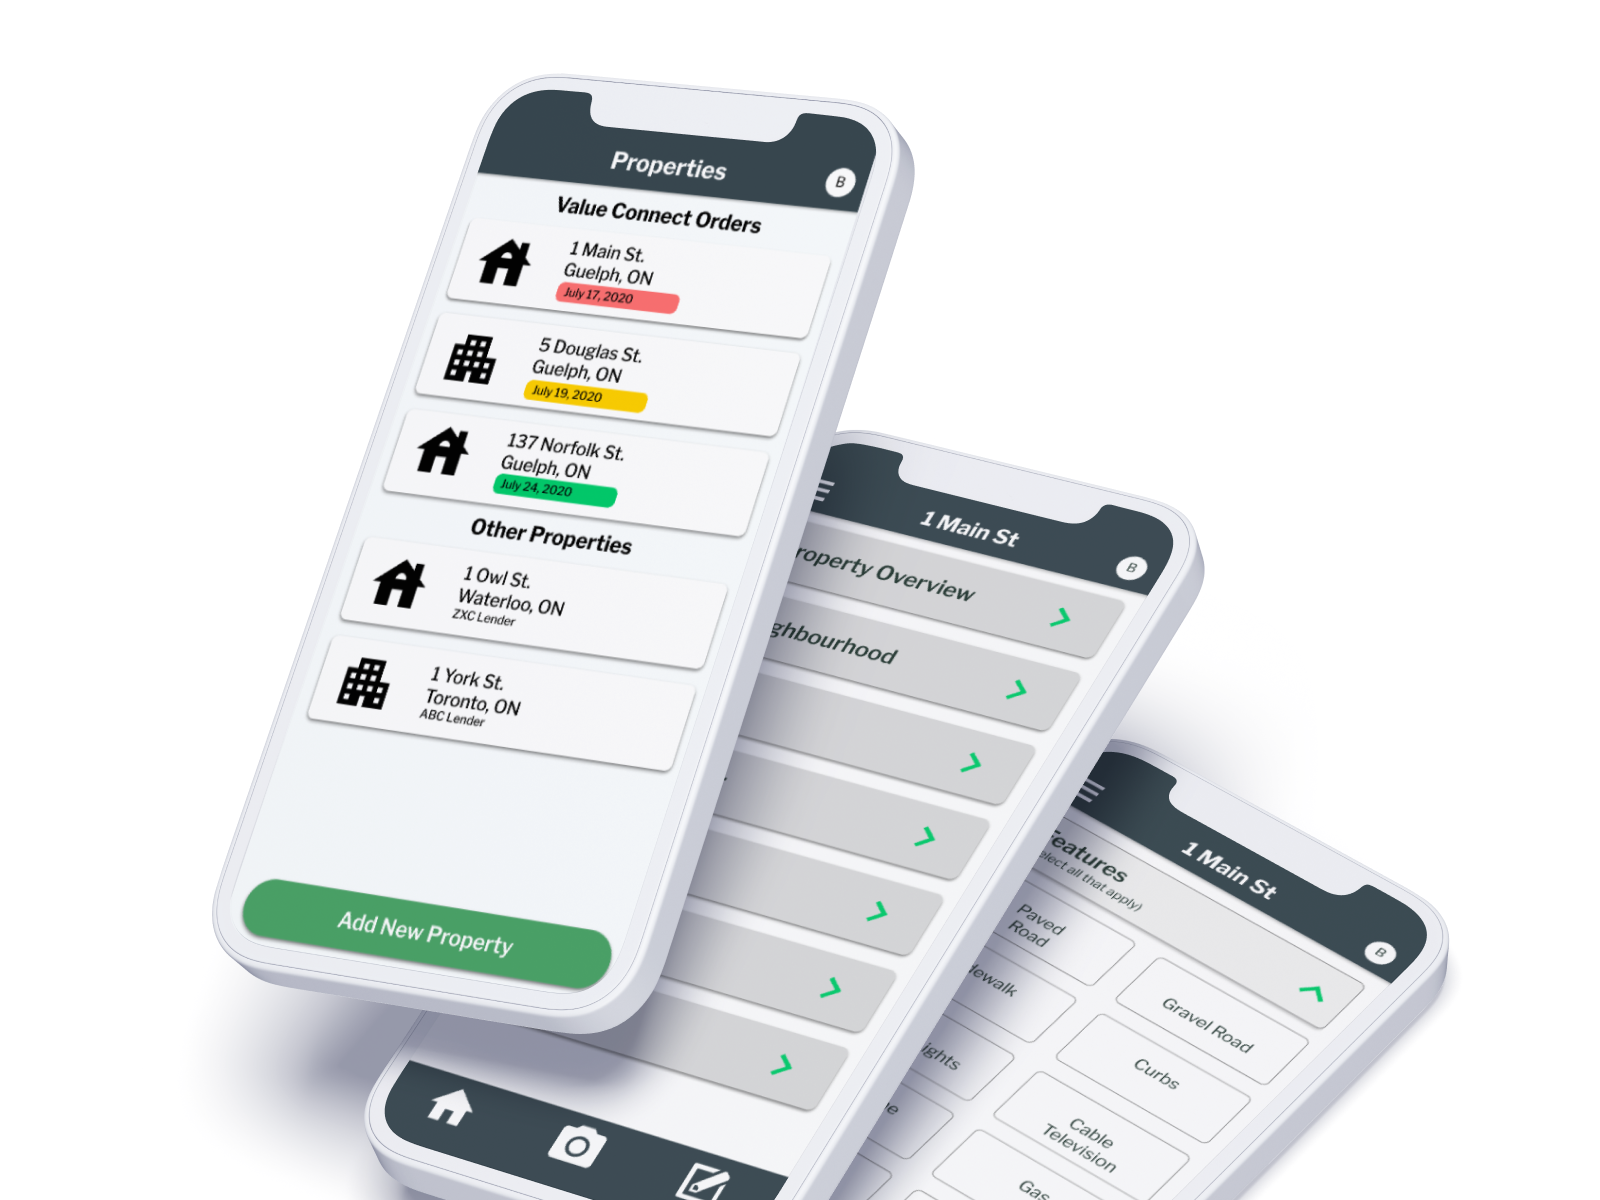 Properties
B
Value Connect Orders
1 Main St.
Guelph, ON
July 17, 2020
5 Douglas St.
Guelph, ON
July 19, 2020
137 Norfolk St.
Guelph, ON
July 24, 2020
Other Properties
1 Owl St.
Waterloo, ON
ZXC Lender
1 York St.
Toronto, ON
ABC Lender
Add New Property
1 Main St
B
roperty Overview
ghbourhood
1 Main St
B
Features
elect all that apply)
Paved
Road
Gravel Road
dewalk
Curbs
ights
Cable
Television
Gas